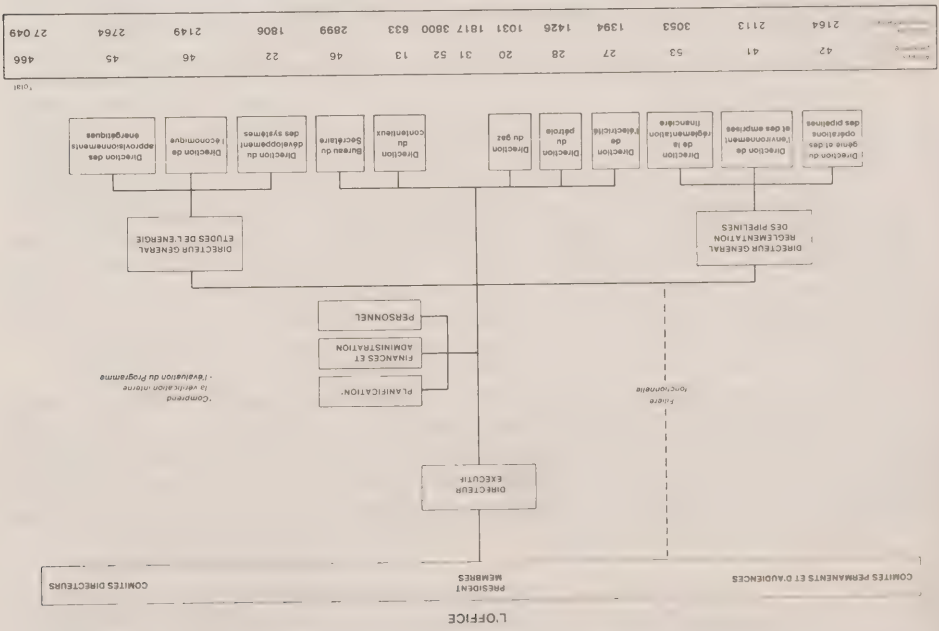 L'OFFICE
COMITES PERMANENTS ET D'AUDIENCES
PRESIDENT
MEMBRES
COMITES DIRECTEURS
DIRECTEUR
EXECUTIF
Filière
fonctionnelle
PLANIFICATION*
FINANCES ET
ADMINISTRATION
PERSONNEL
*Comprend
la vérification interne
- l'évaluation du Programme
DIRECTEUR GENERAL
REGLEMENTATION
DES PIPELINES
DIRECTEUR GENERAL
ETUDES DE L'ENERGIE
Direction du
génie et des
opérations
des pipelines
Direction de
l'environnement
et des emprises
Direction
de la
réglementation
financière
Direction
de
l'électricité
Direction
du
pétrole
Direction
du gaz
Direction
du
contentieux
Bureau du
Secrétaire
Direction du
développement
des systèmes
Direction de
l'économique
Direction des
approvisionnements
énergétiques
Total
42 41 53 27 28 20 31 52 13 46 22 46 45 466
2164 2113 3053 1394 1426 1031 1817 3800 633 2899 1806 2149 2764 27 049